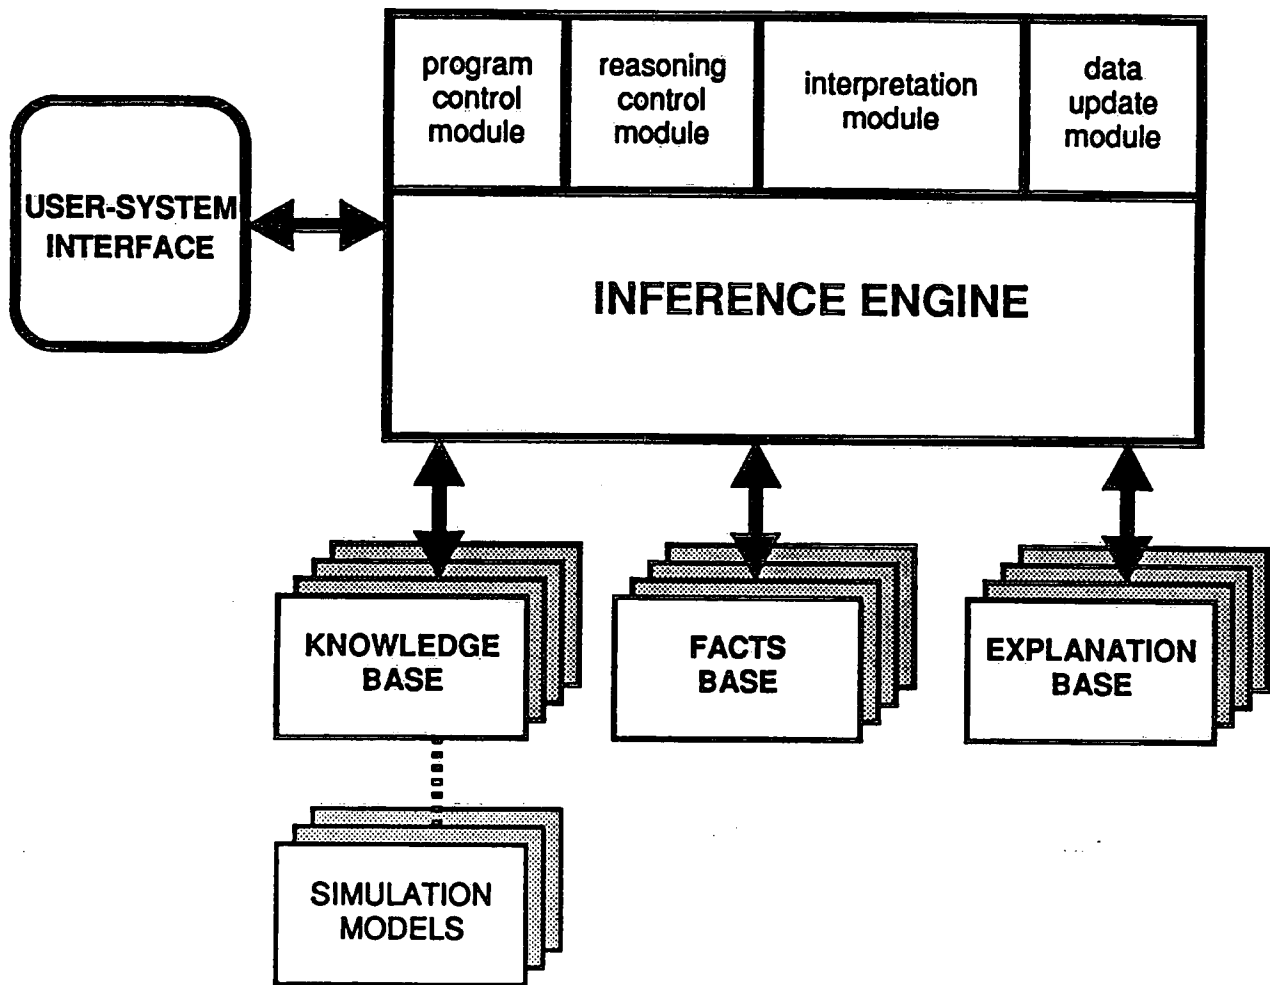 program
control
module
reasoning
control
module
interpretation
module
data
update
module
USER-SYSTEM
INTERFACE
INFERENCE ENGINE
KNOWLEDGE
BASE
FACTS
BASE
EXPLANATION
BASE
SIMULATION
MODELS